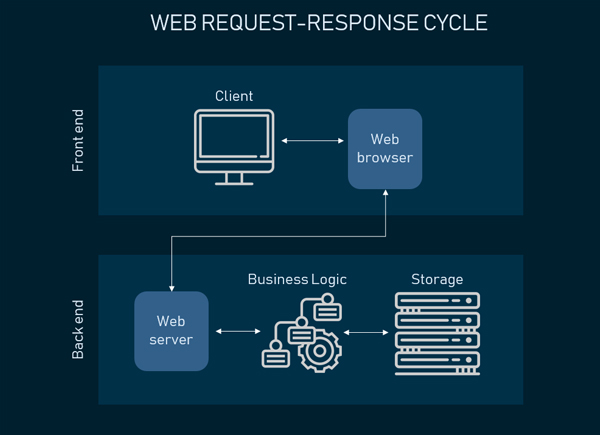 WEB REQUEST-RESPONSE CYCLE
Front end
Client
Web
browser
Back end
Business Logic
Storage
Web
server